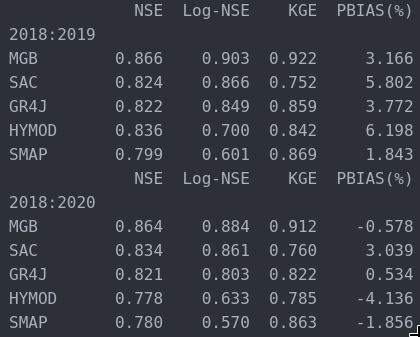 NSE Log-NSE KGE PBIAS(%)
2018:2019
MGB 0.866 0.903 0.922 3.166
SAC 0.824 0.866 0.752 5.802
GR4J 0.822 0.849 0.859 3.772
HYMOD 0.836 0.700 0.842 6.198
SMAP 0.799 0.601 0.869 1.843
NSE Log-NSE KGE PBIAS(%)
2018:2020
MGB 0.864 0.884 0.912 -0.578
SAC 0.834 0.861 0.760 3.039
GR4J 0.821 0.803 0.822 0.534
HYMOD 0.778 0.633 0.785 -4.136
SMAP 0.780 0.570 0.863 -1.856